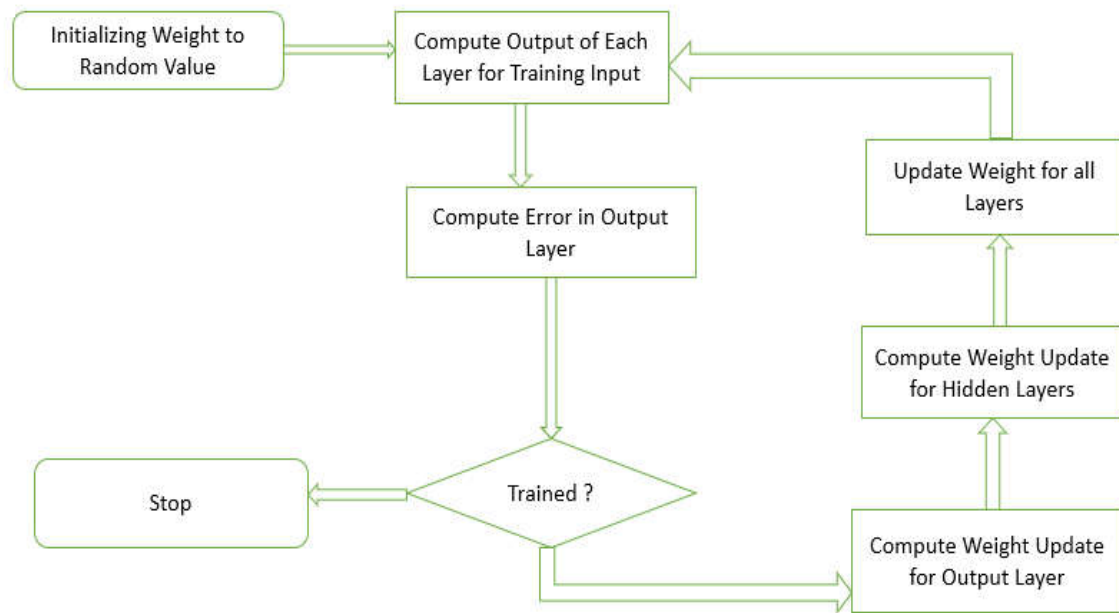 Initializing Weight to
Random Value
Compute Output of Each
Layer for Training Input
Update Weight for all
Layers
Compute Error in Output
Layer
Compute Weight Update
for Hidden Layers
Stop
Trained ?
Compute Weight Update
for Output Layer